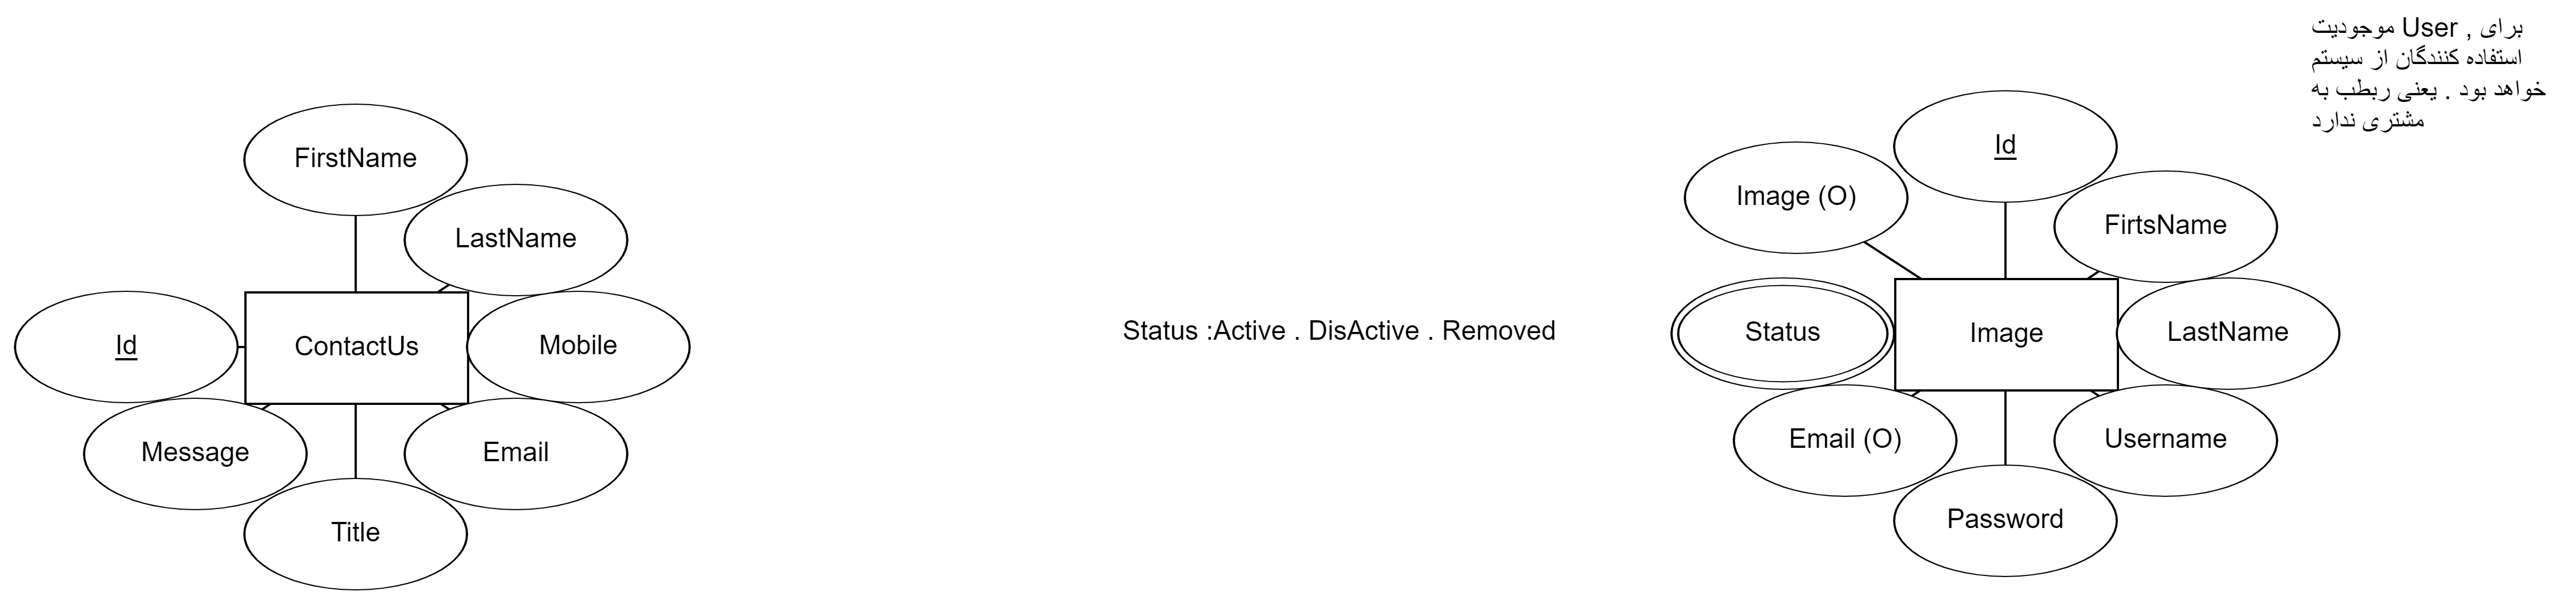 موجودیت User , برای
استفاده کنندگان از سیستم
خواهد بود . یعنی ربطب به
مشتری ندارد
FirstName
LastName
Id
ContactUs
Mobile
Message
Email
Title
Status :Active . DisActive . Removed
Id
Image (O)
FirtsName
Status
Image
LastName
Email (O)
Username
Password